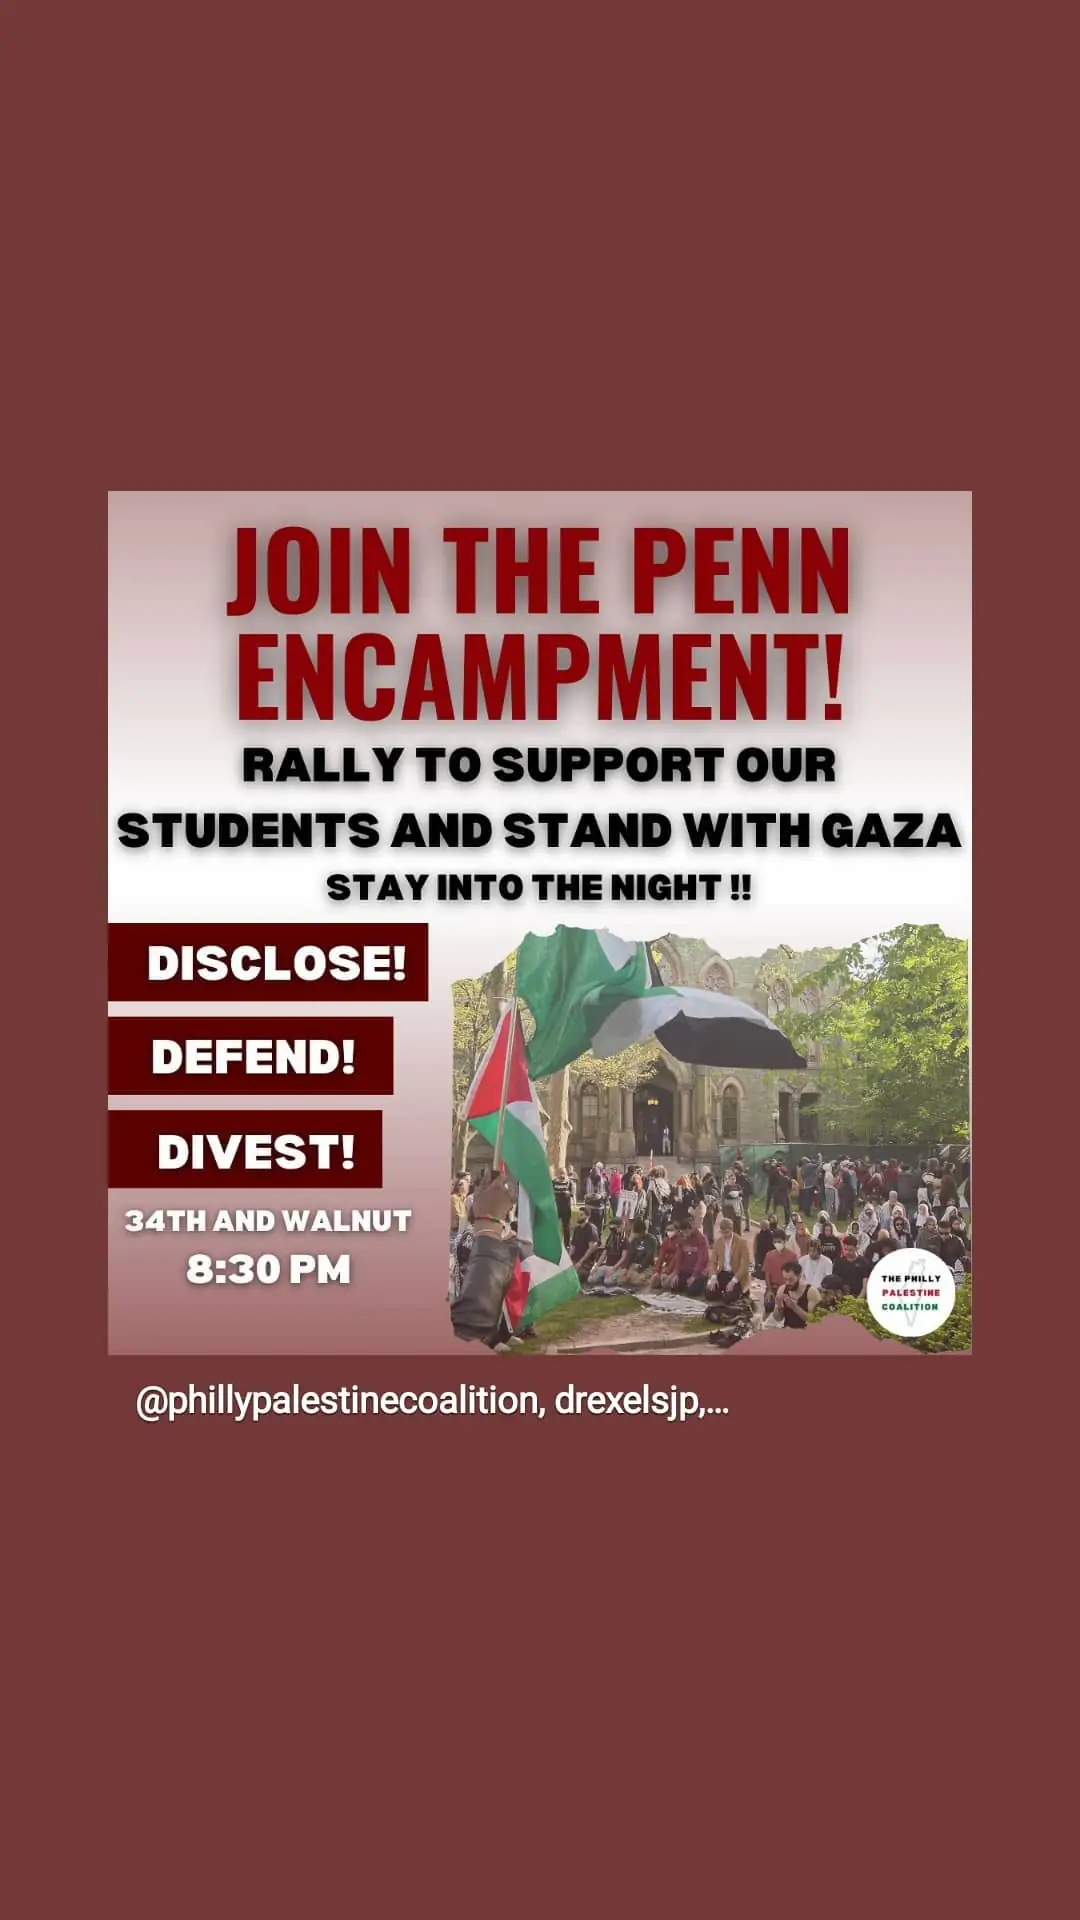 JOIN THE PENN
ENCAMPMENT!
RALLY TO SUPPORT OUR
STUDENTS AND STAND WITH GAZA
STAY INTO THE NIGHT !!
DISCLOSE!
DEFEND!
DIVEST!
34TH AND WALNUT
8:30 PM
THE PHILLY
PALESTINE
COALITION
@phillypalestinecoalition, drexelsjp,...